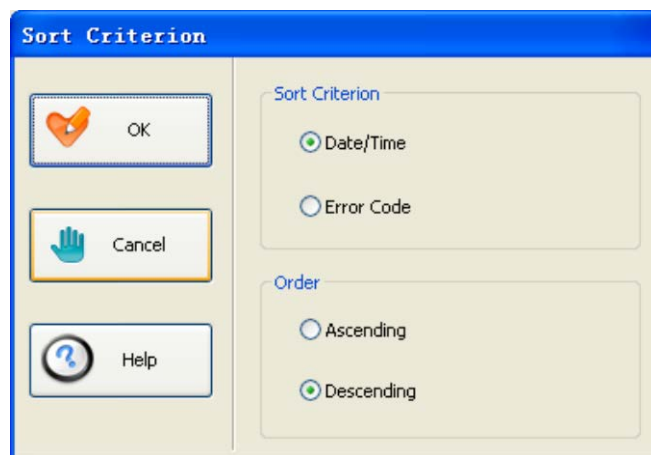 Sort Criterion
OK
Cancel
Help
Sort Criterion
Date/Time
Error Code
Order
Ascending
Descending